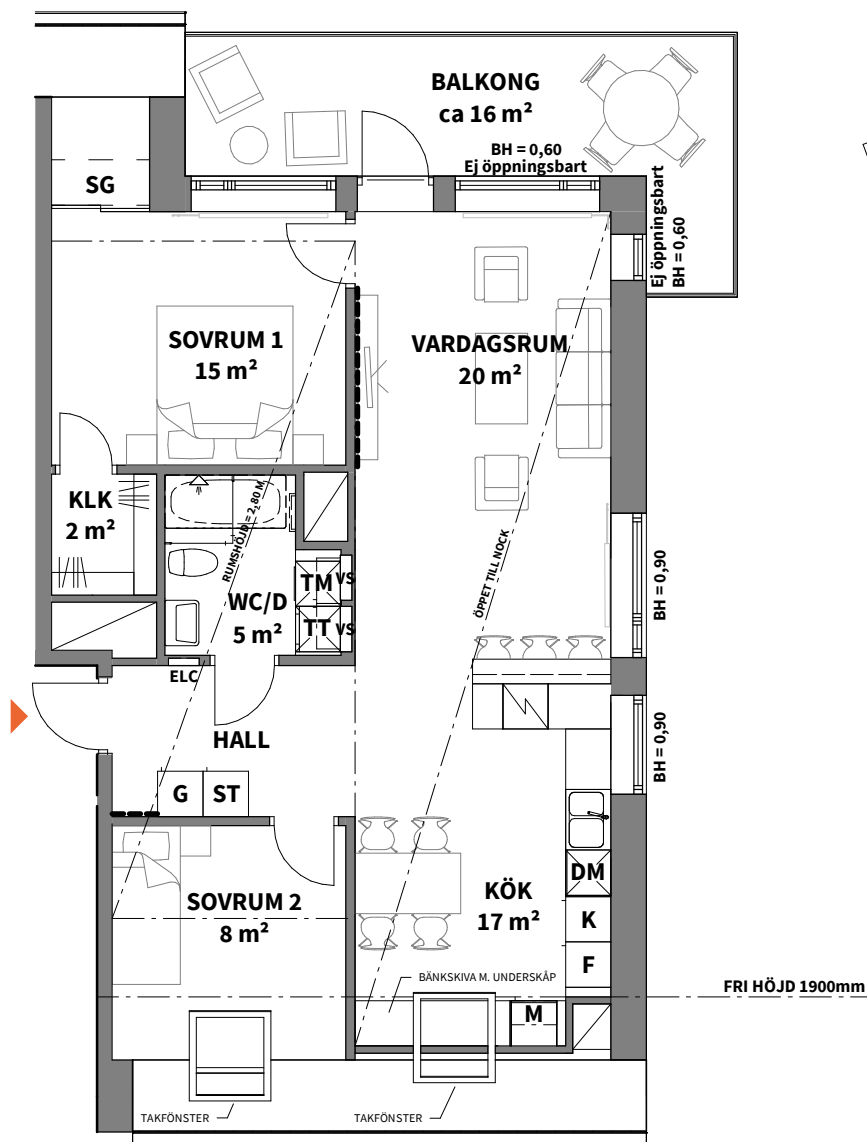 BALKONG
ca 16 m²
BH = 0,60
Ej öppningsbart
Ej öppningsbart
BH = 0,60
SG
SOVRUM 1
15 m²
VARDAGSRUM
20 m²
KLK
2 m²
RUMSHÖJD = 2,80 M
ÖPPET TILL NOCK
WC/D
5 m²
TM
VS
TT
VS
BH = 0,90
ELC
HALL
BH = 0,90
G
ST
SOVRUM 2
8 m²
KÖK
17 m²
DM
K
F
BÄNKSKIVA M. UNDERSKÅP
M
FRI HÖJD 1900mm
TAKFÖNSTER
TAKFÖNSTER